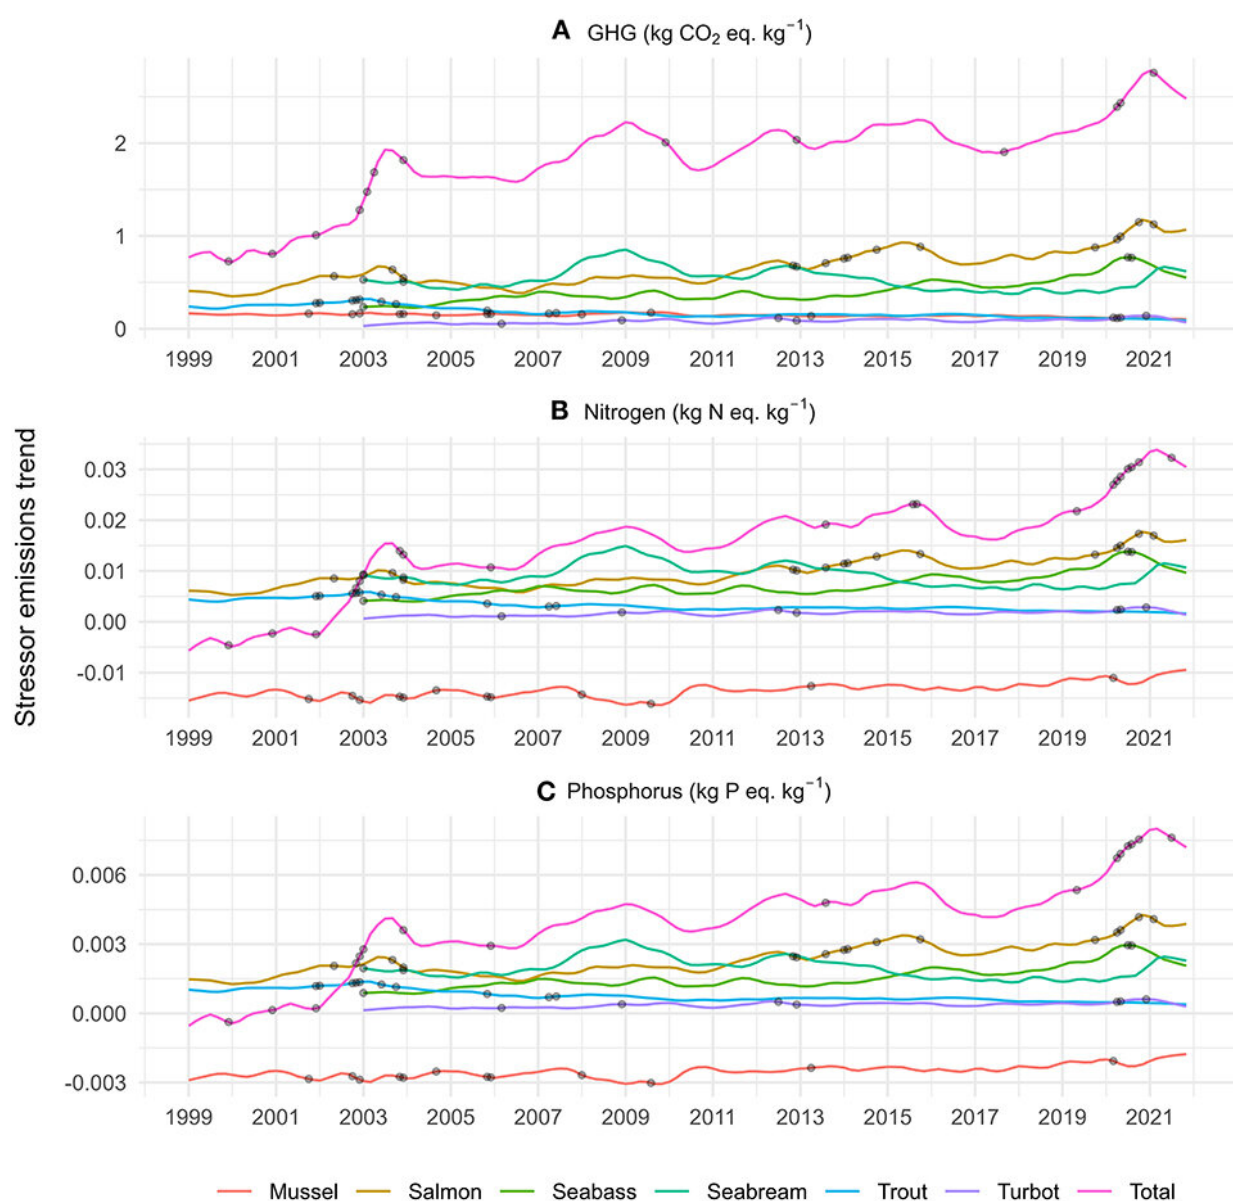 A GHG (kg CO₂ eq. kg⁻¹)
2
1
0
1999 2001 2003 2005 2007 2009 2011 2013 2015 2017 2019 2021
B Nitrogen (kg N eq. kg⁻¹)
Stressor emissions trend
0.03
0.02
0.01
0.00
-0.01
1999 2001 2003 2005 2007 2009 2011 2013 2015 2017 2019 2021
C Phosphorus (kg P eq. kg⁻¹)
0.006
0.003
0.000
-0.003
1999 2001 2003 2005 2007 2009 2011 2013 2015 2017 2019 2021
Mussel Salmon Seabass Seabream Trout Turbot Total